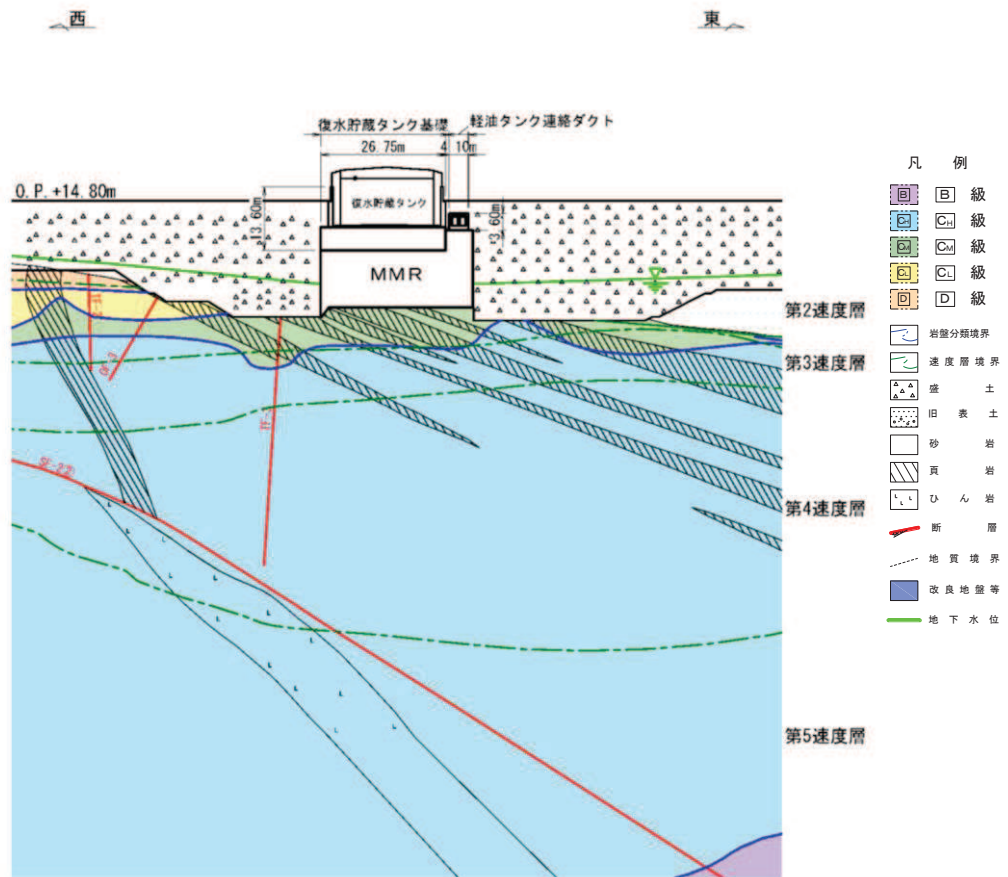 西
東
復水貯蔵タンク基礎
軽油タンク連絡ダクト
26.75m
4.10m
O.P.+14.80m
13.60m
3.60m
復水貯蔵タンク
MMR
第2速度層
第3速度層
第4速度層
第5速度層
TF-
SF-2②
凡 例
B B 級
CH CH 級
CM CM 級
CL CL 級
D D 級
岩盤分類境界
速度層境界
盛 土
旧 表 土
砂 岩
頁 岩
ひ ん 岩
断 層
地 質 境 界
改 良 地 盤 等
地 下 水 位